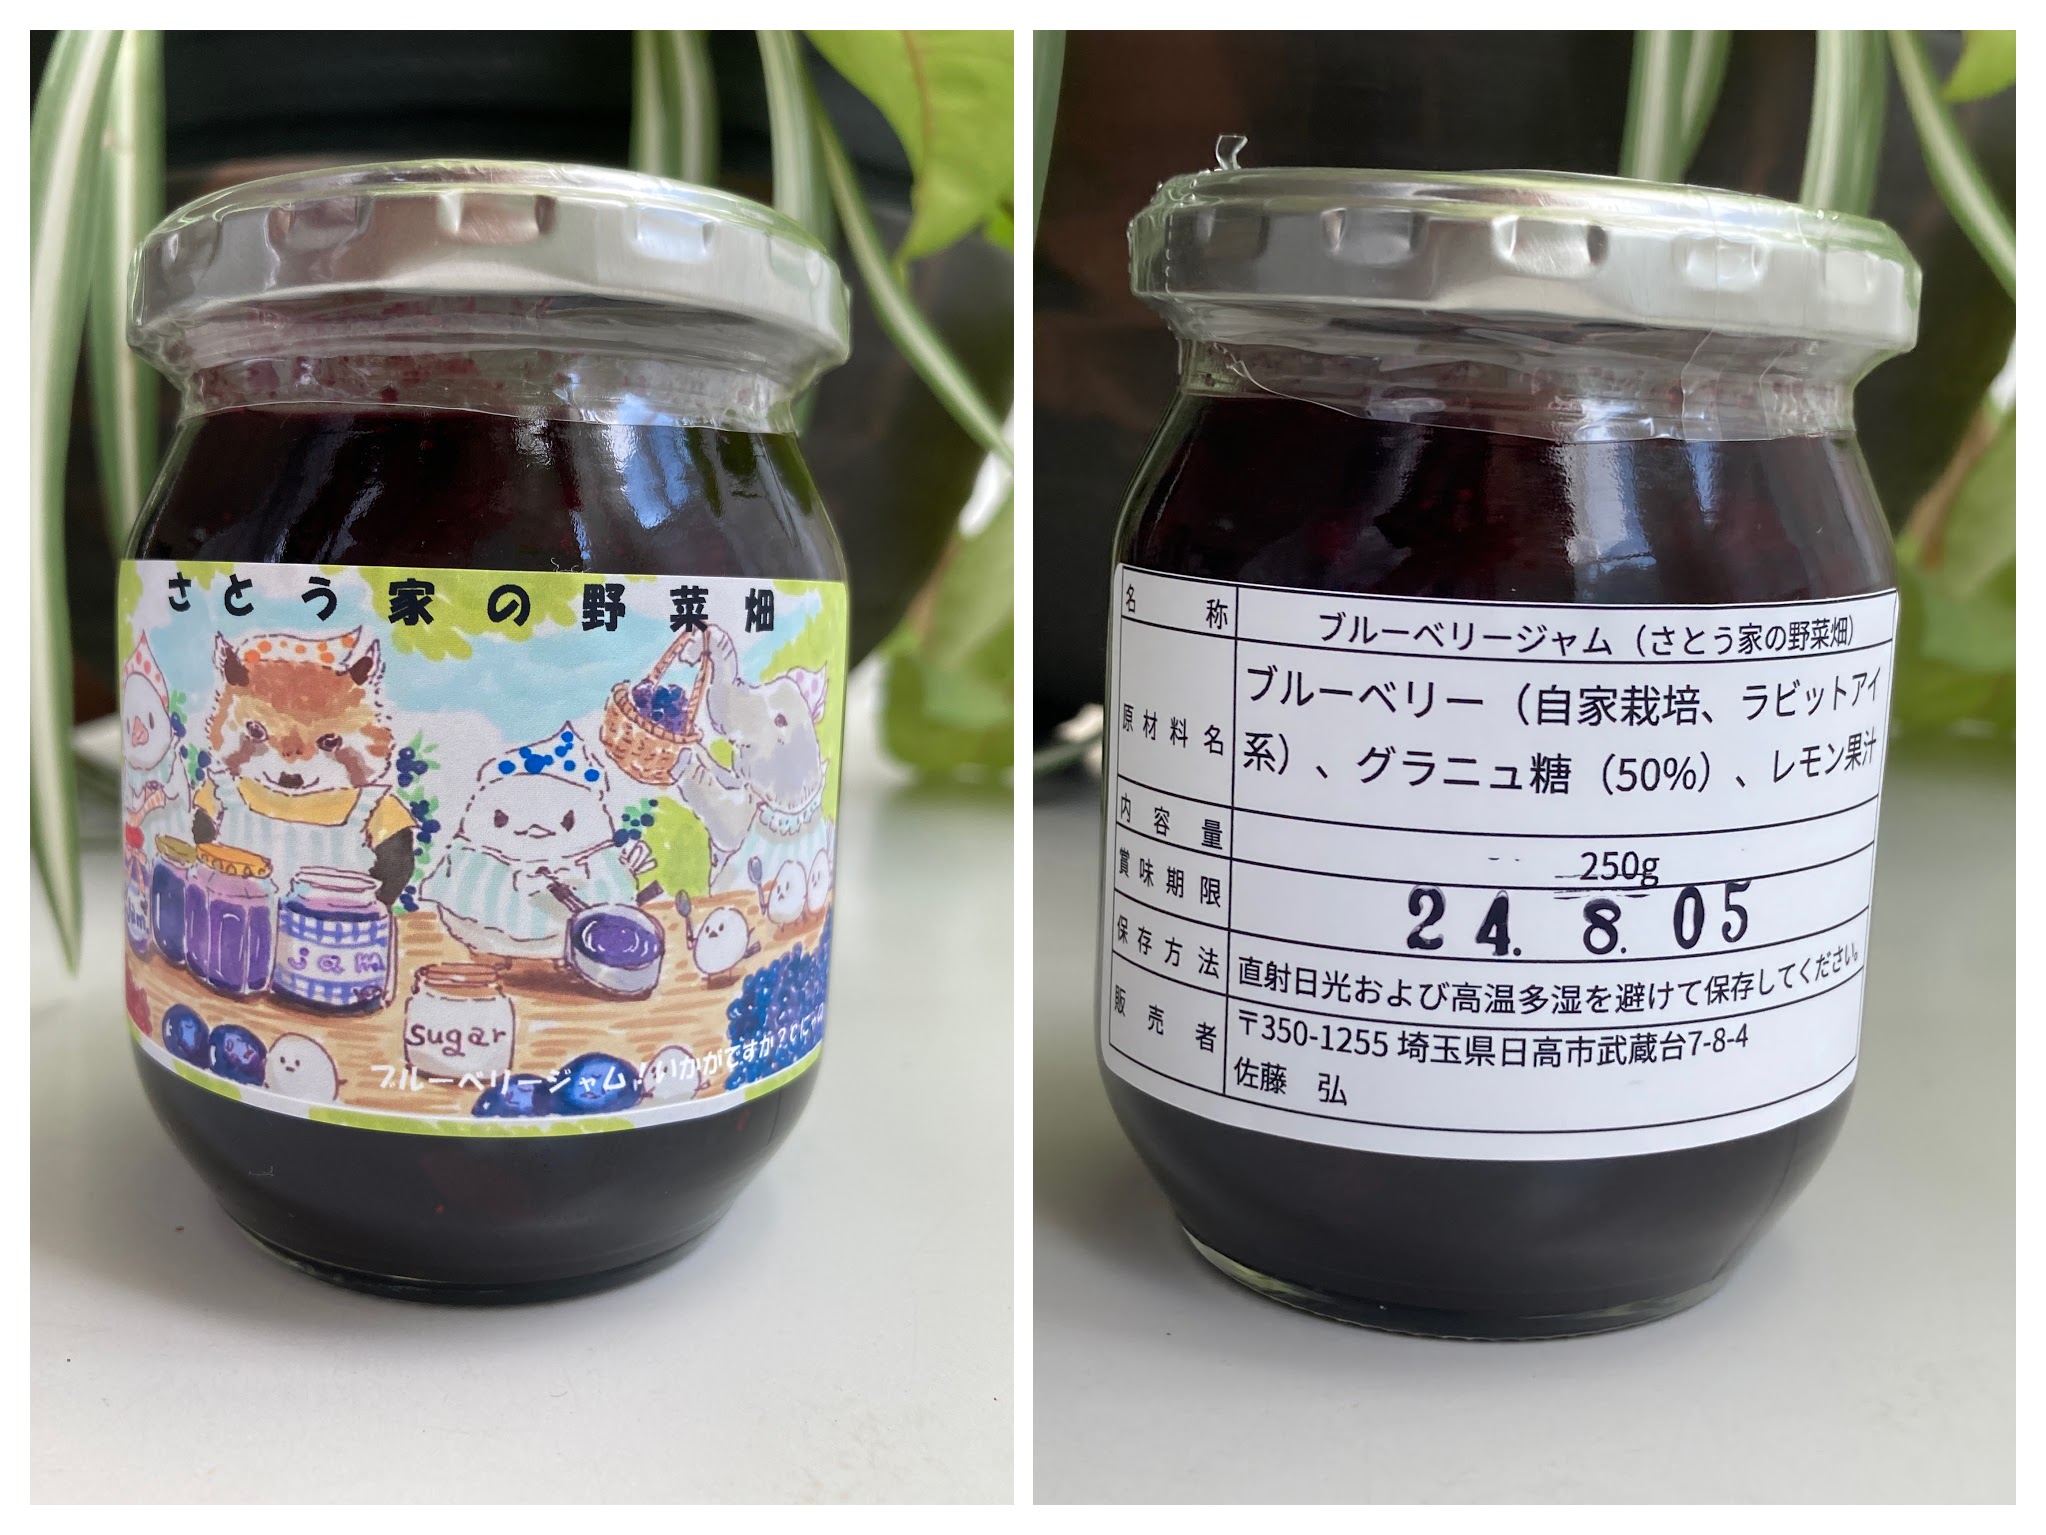 さとう家の野菜畑
jam
sugar
ブルーベリージャム！いかがですか？
名称
ブルーベリージャム（さとう家の野菜畑）
原材料名
ブルーベリー（自家栽培、ラビットアイ
系）、グラニュ糖（50%）、レモン果汁
内容量
250g
賞味期限
24. 8. 05
保存方法
直射日光および高温多湿を避けて保存してください。
販売者
〒350-1255 埼玉県日高市武蔵台7-8-4
佐藤　弘